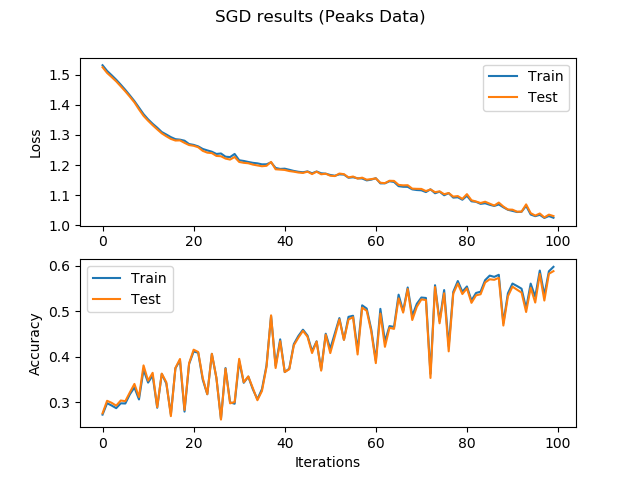 SGD results (Peaks Data)
1.5
1.4
1.3
1.2
1.1
1.0
Loss
Train
Test
0 20 40 60 80 100
0.6
0.5
0.4
0.3
Accuracy
Train
Test
0 20 40 60 80 100
Iterations